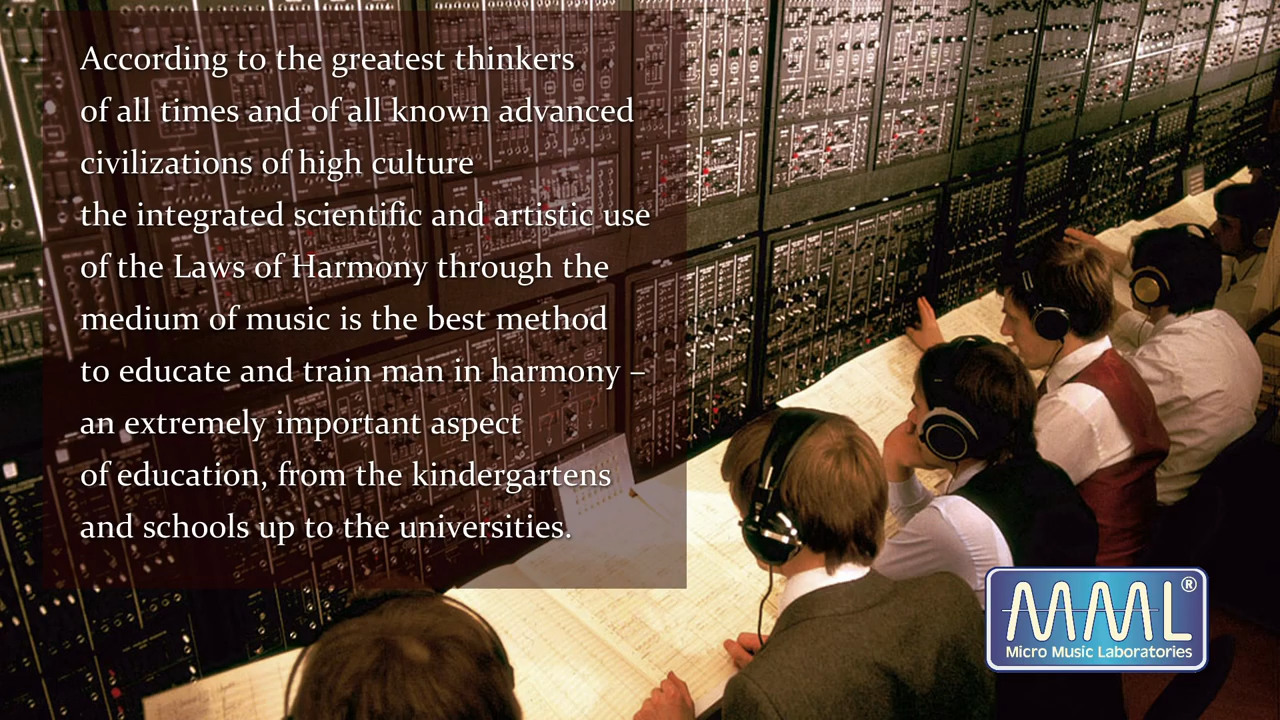 According to the greatest thinkers
of all times and of all known advanced
civilizations of high culture
the integrated scientific and artistic use
of the Laws of Harmony through the
medium of music is the best method
to educate and train man in harmony –
an extremely important aspect
of education, from the kindergartens
and schools up to the universities.
MML®
Micro Music Laboratories